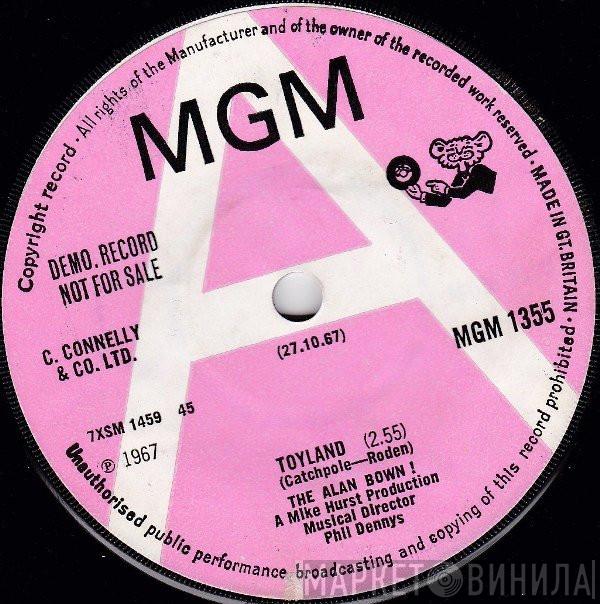 Copyright record · All rights of the Manufacturer and of the owner of the recorded work reserved · MADE IN GT. BRITAIN
MGM
DEMO. RECORD
NOT FOR SALE
C. CONNELLY
& CO. LTD.
(27.10.67)
MGM 1355
7XSM 1459 45
℗ 1967
TOYLAND (2.55)
(Catchpole—Roden)
THE ALAN BOWN !
A Mike Hurst Production
Musical Director
Phil Dennys
Unauthorised public performance broadcasting and copying of this record prohibited ·
A
МАРКЕТ ВИНИЛА